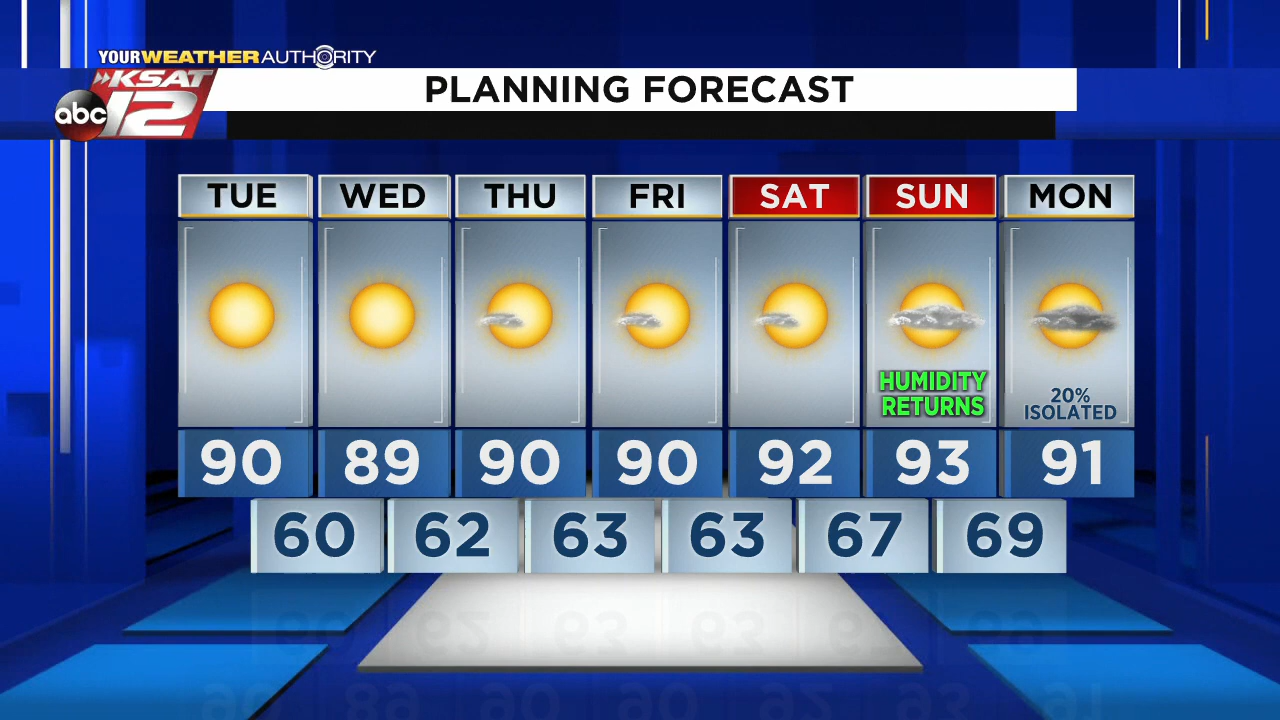 YOURWEATHERAUTHORITY
KSAT
abc 12
PLANNING FORECAST
TUE WED THU FRI SAT SUN MON
HUMIDITY
RETURNS
20%
ISOLATED
90 89 90 90 92 93 91
60 62 63 63 67 69